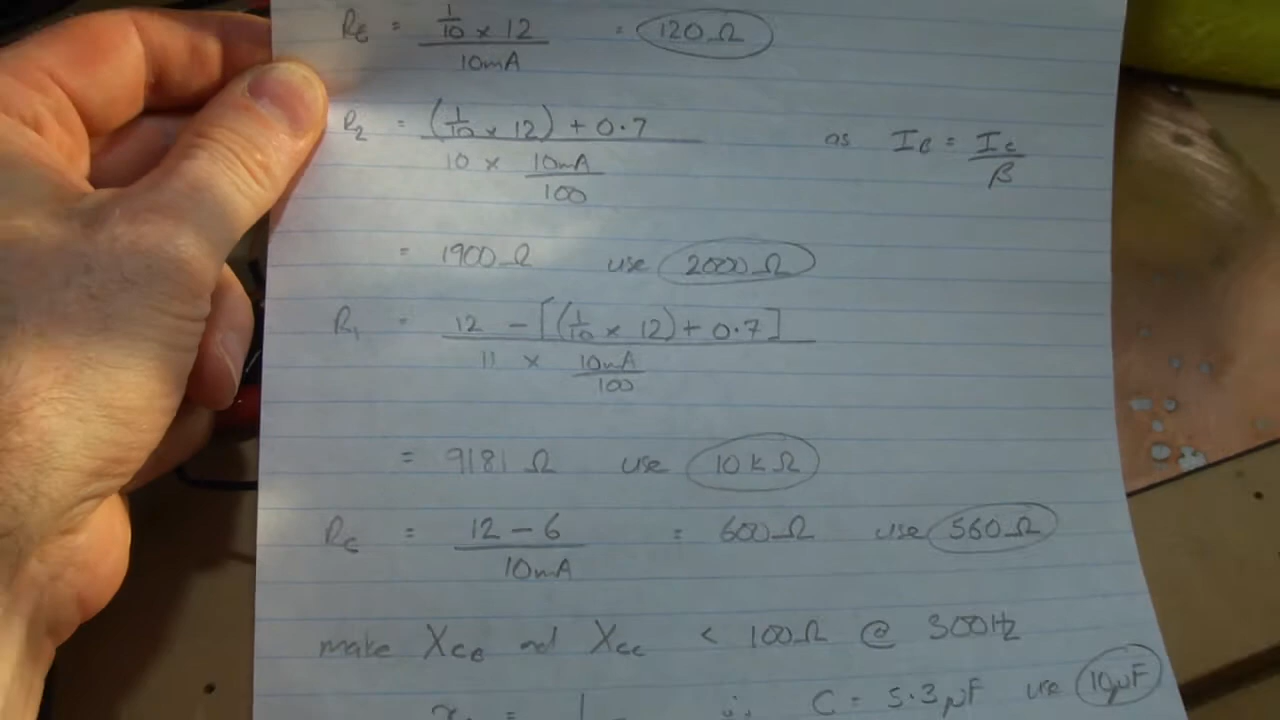 RE = 1/10 x 12 / 10mA = 120Ω
R2 = (1/10 x 12) + 0.7 / 10 x 10mA/100 as IB = Ic/β
= 1900Ω use 2000Ω
R1 = 12 - [(1/10 x 12) + 0.7] / 11 x 10mA/100
= 9181Ω use 10kΩ
Rc = 12 - 6 / 10mA = 600Ω use 560Ω
make XCB and XCC < 100Ω @ 300Hz
= 1 ∴ C = 5.3μF use 10μF